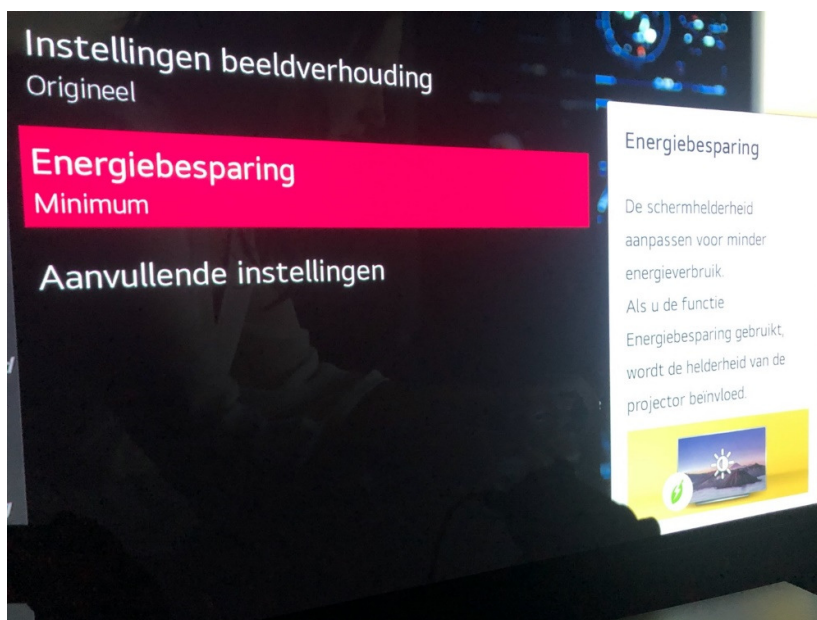 Instellingen beeldverhouding
Origineel
Energiebesparing
Minimum
Aanvullende instellingen
Energiebesparing
De schermhelderheid
aanpassen voor minder
energieverbruik.
Als u de functie
Energiebesparing gebruikt,
wordt de helderheid van de
projector beïnvloed.